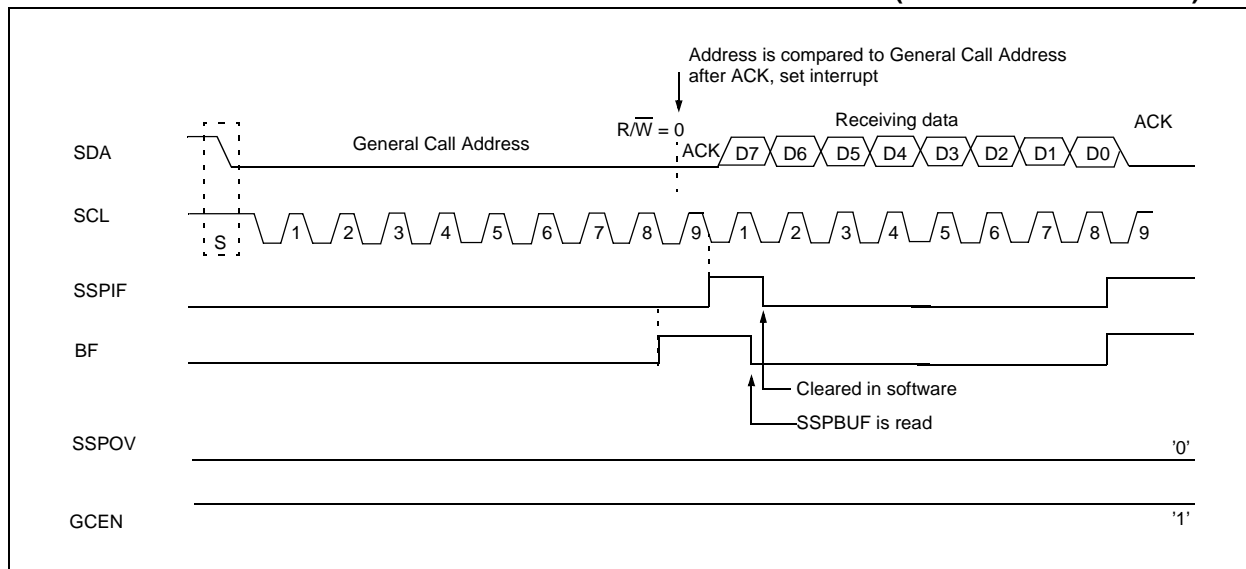 Address is compared to General Call Address
after ACK, set interrupt
R/W̅ = 0
Receiving data
ACK
SDA
General Call Address
ACK
D7 D6 D5 D4 D3 D2 D1 D0
SCL
S
1 2 3 4 5 6 7 8 9 1 2 3 4 5 6 7 8 9
SSPIF
BF
Cleared in software
SSPBUF is read
SSPOV
'0'
GCEN
'1'